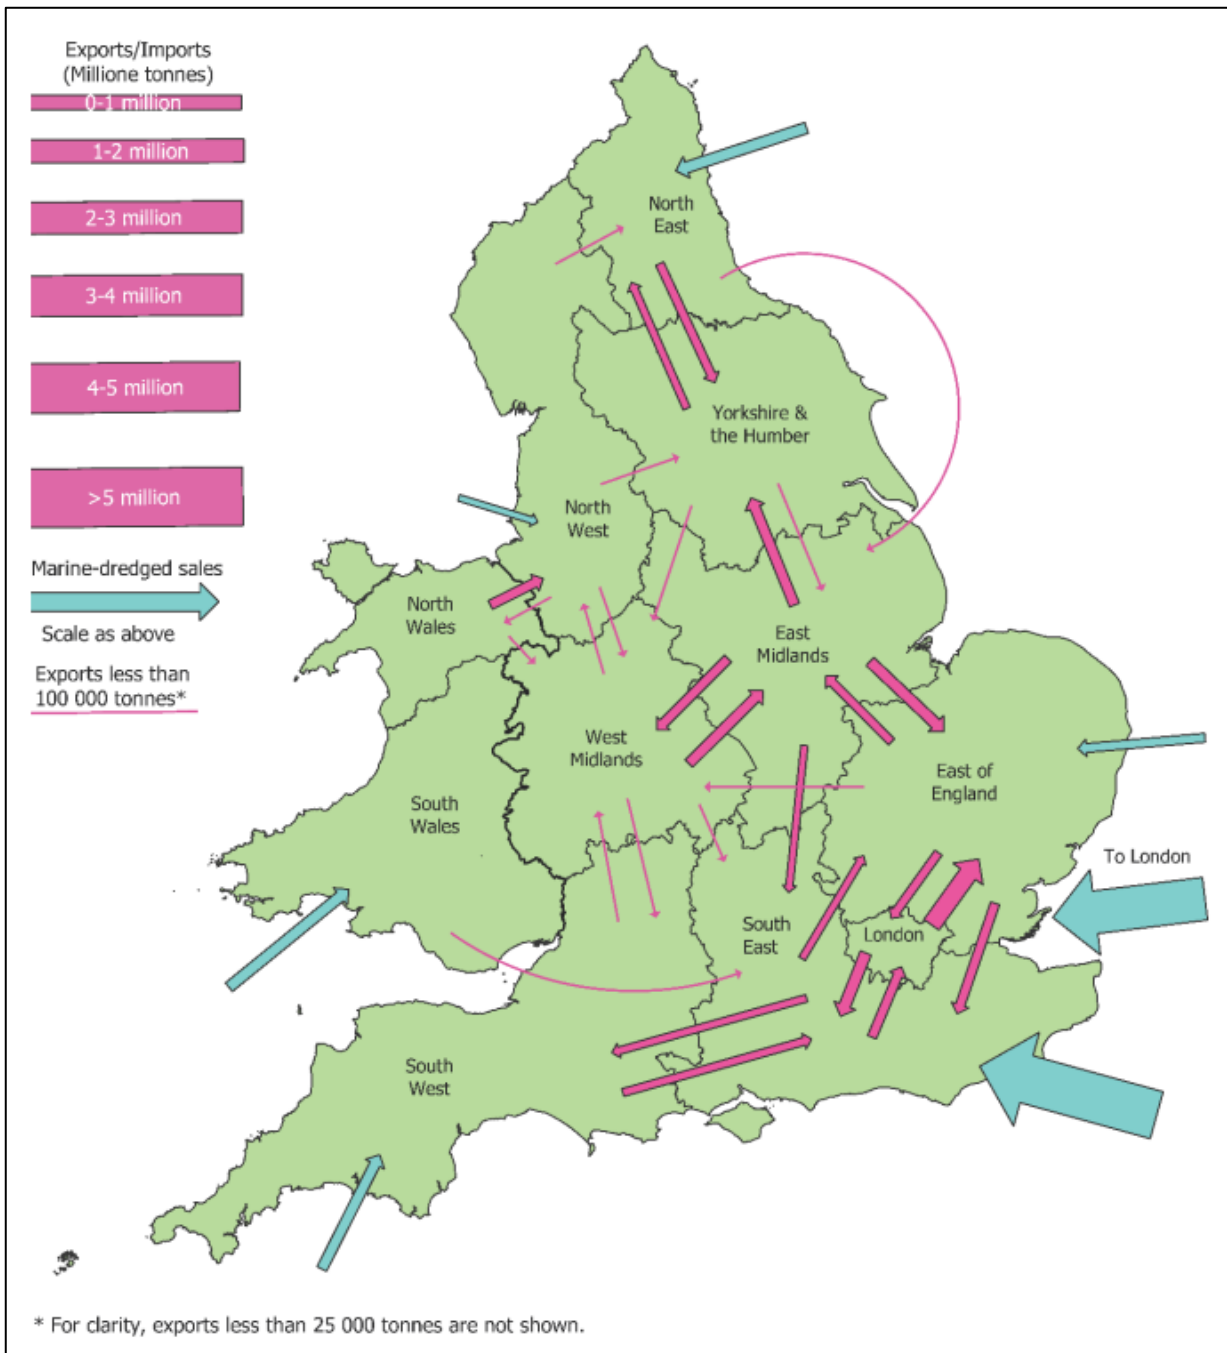 Exports/Imports
(Millione tonnes)
0-1 million
1-2 million
2-3 million
3-4 million
4-5 million
>5 million
Marine-dredged sales
Scale as above
Exports less than
100 000 tonnes*
North
East
Yorkshire &
the Humber
North
West
North
Wales
East
Midlands
West
Midlands
East of
England
South
Wales
To London
South
East
London
South
West
* For clarity, exports less than 25 000 tonnes are not shown.